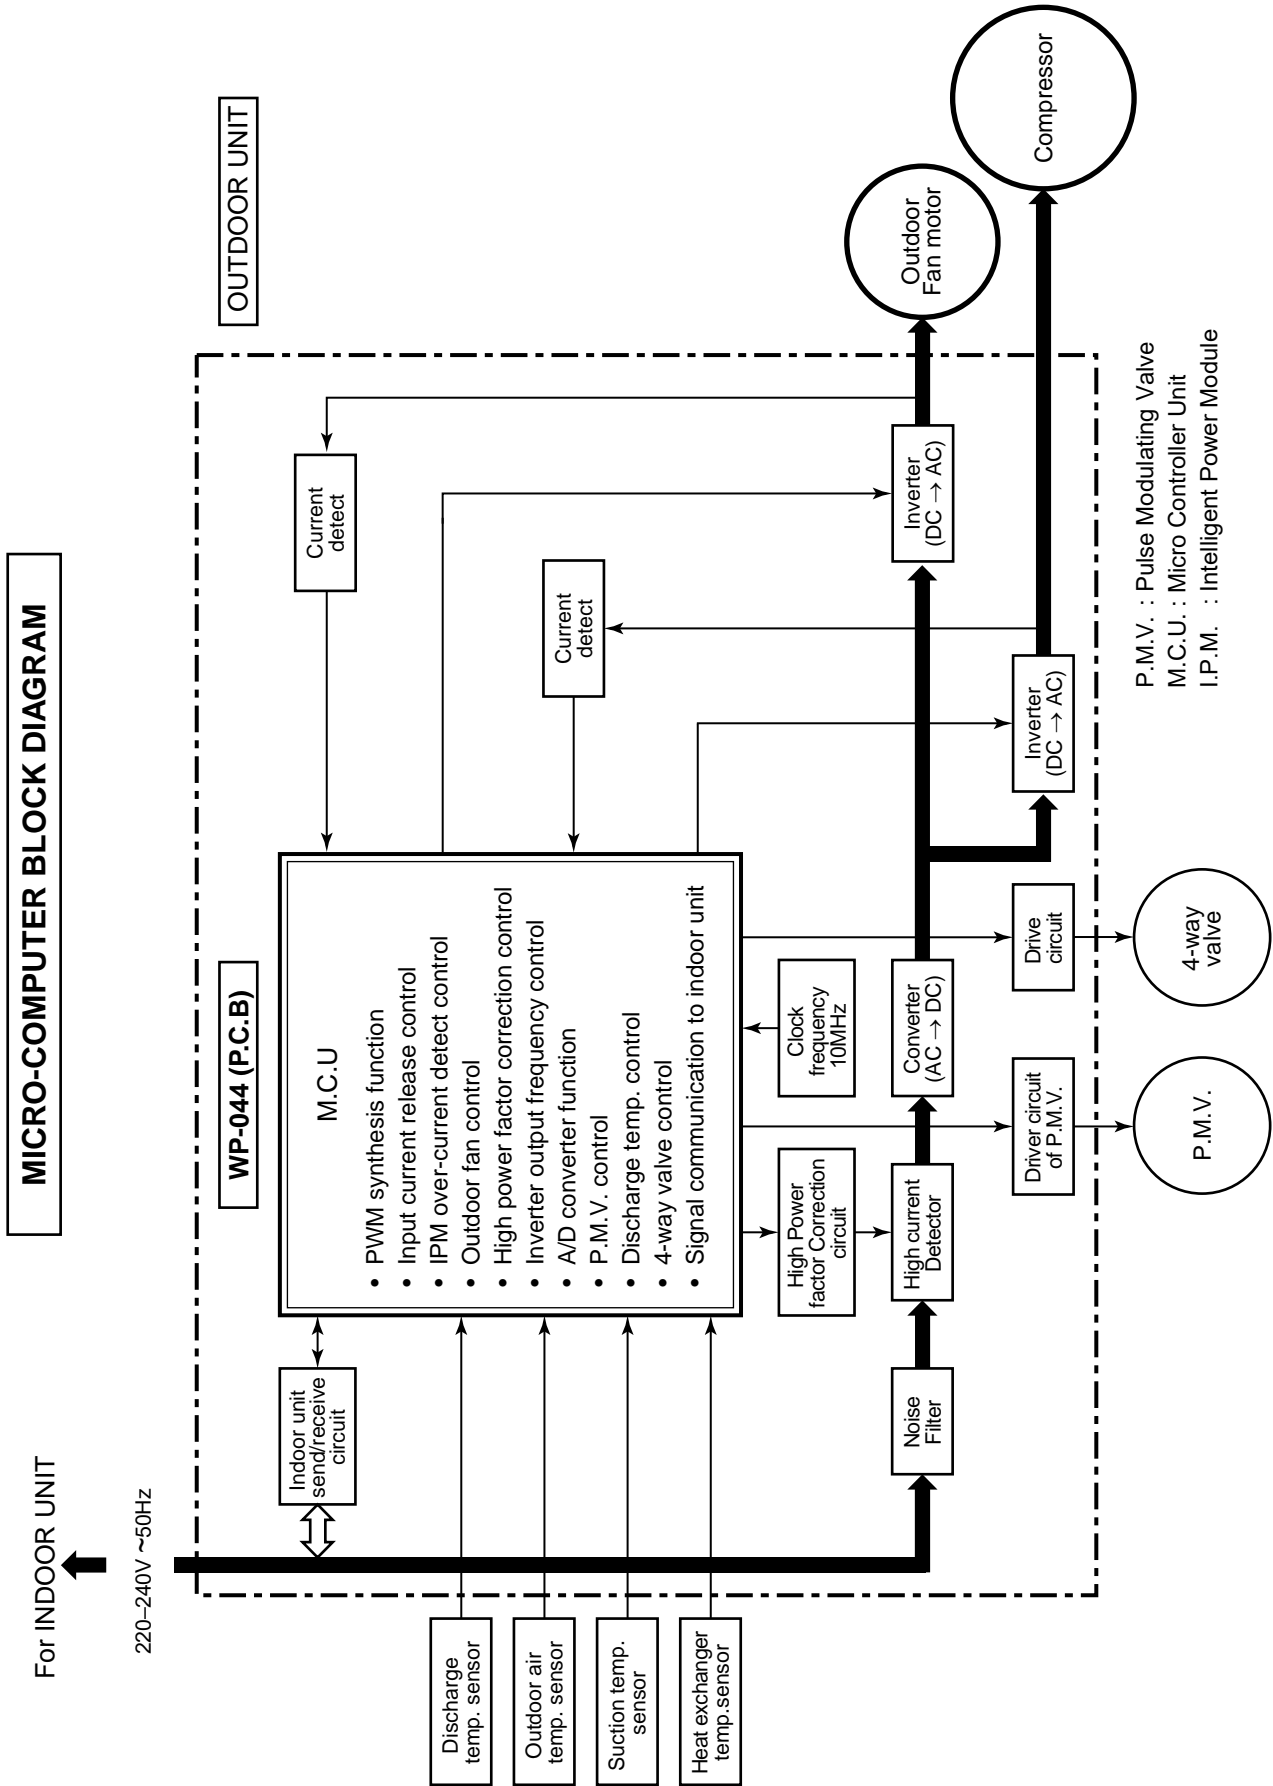 MICRO-COMPUTER BLOCK DIAGRAM
For INDOOR UNIT
220–240V ~50Hz
WP-044 (P.C.B)
OUTDOOR UNIT
Indoor unit
send/receive
circuit
M.C.U
• PWM synthesis function
• Input current release control
• IPM over-current detect control
• Outdoor fan control
• High power factor correction control
• Inverter output frequency control
• A/D converter function
• P.M.V. control
• Discharge temp. control
• 4-way valve control
• Signal communication to indoor unit
Current
detect
Current
detect
Discharge
temp. sensor
Outdoor air
temp. sensor
Suction temp.
sensor
Heat exchanger
temp.sensor
High Power
factor Correction
circuit
Clock
frequency
10MHz
Noise
Filter
High current
Detector
Converter
(AC → DC)
Inverter
(DC → AC)
Outdoor
Fan motor
Driver circuit
of P.M.V.
Drive
circuit
Inverter
(DC → AC)
Compressor
P.M.V.
4-way
valve
P.M.V. : Pulse Modulating Valve
M.C.U. : Micro Controller Unit
I.P.M. : Intelligent Power Module